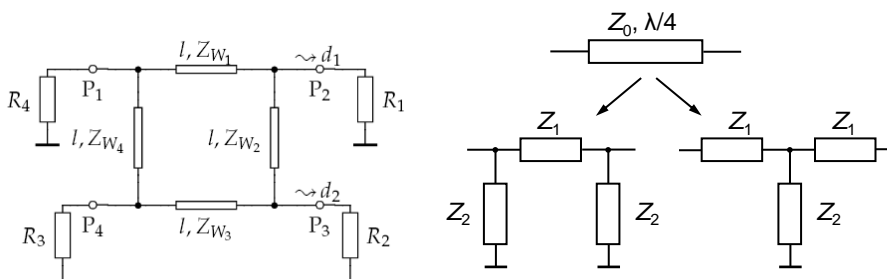 Z0, λ/4
l, ZW1
⤳ d1
P1
P2
R4
R1
l, ZW4
l, ZW2
⤳ d2
R3
P4
l, ZW3
P3
R2
Z1
Z2
Z2
Z1
Z1
Z2